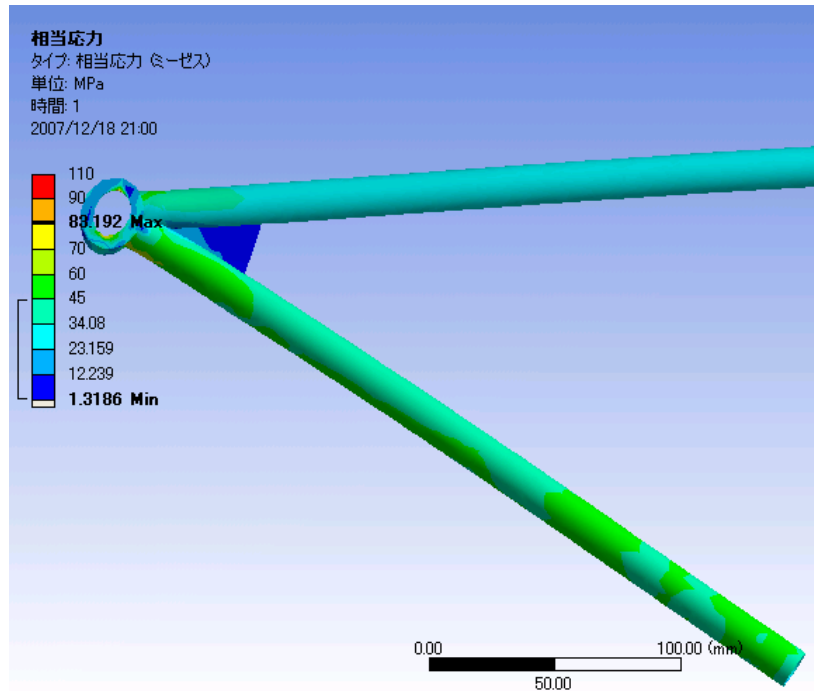 相当応力
タイプ: 相当応力 (ミーゼス)
単位: MPa
時間: 1
2007/12/18 21:00
110
90
83.192 Max
70
60
45
34.08
23.159
12.239
1.3186 Min
0.00
100.00 (mm)
50.00